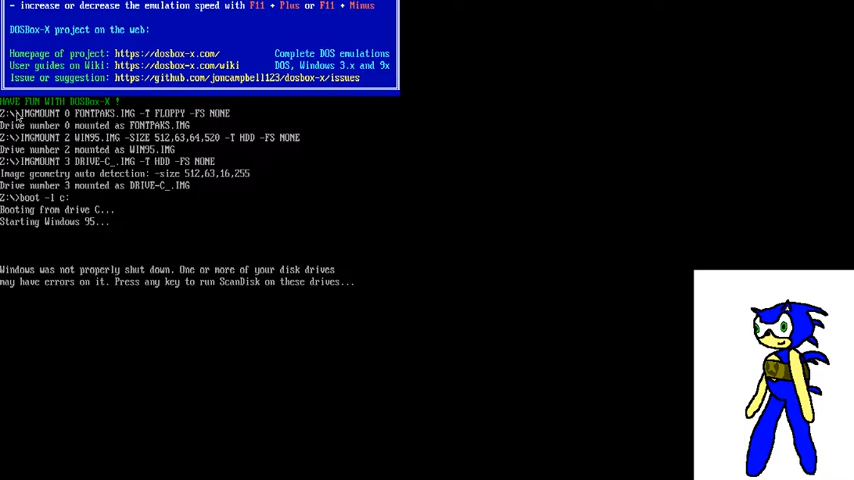 - increase or decrease the emulation speed with F11 + Plus or F11 + Minus
DOSBox-X project on the web:
Homepage of project: https://dosbox-x.com/ Complete DOS emulations
User guides on Wiki: https://dosbox-x.com/wiki DOS, Windows 3.x and 9x
Issue or suggestion: https://github.com/joncampbell123/dosbox-x/issues
HAVE FUN WITH DOSBox-X !
Z:\>IMGMOUNT 0 FONTPAKS.IMG -T FLOPPY -FS NONE
Drive number 0 mounted as FONTPAKS.IMG
Z:\>IMGMOUNT 2 WIN95.IMG -SIZE 512,63,64,520 -T HDD -FS NONE
Drive number 2 mounted as WIN95.IMG
Z:\>IMGMOUNT 3 DRIVE-C_.IMG -T HDD -FS NONE
Image geometry auto detection: -size 512,63,16,255
Drive number 3 mounted as DRIVE-C_.IMG
Z:\>boot -l c:
Booting from drive C...
Starting Windows 95...
Windows was not properly shut down. One or more of your disk drives
may have errors on it. Press any key to run ScanDisk on these drives...